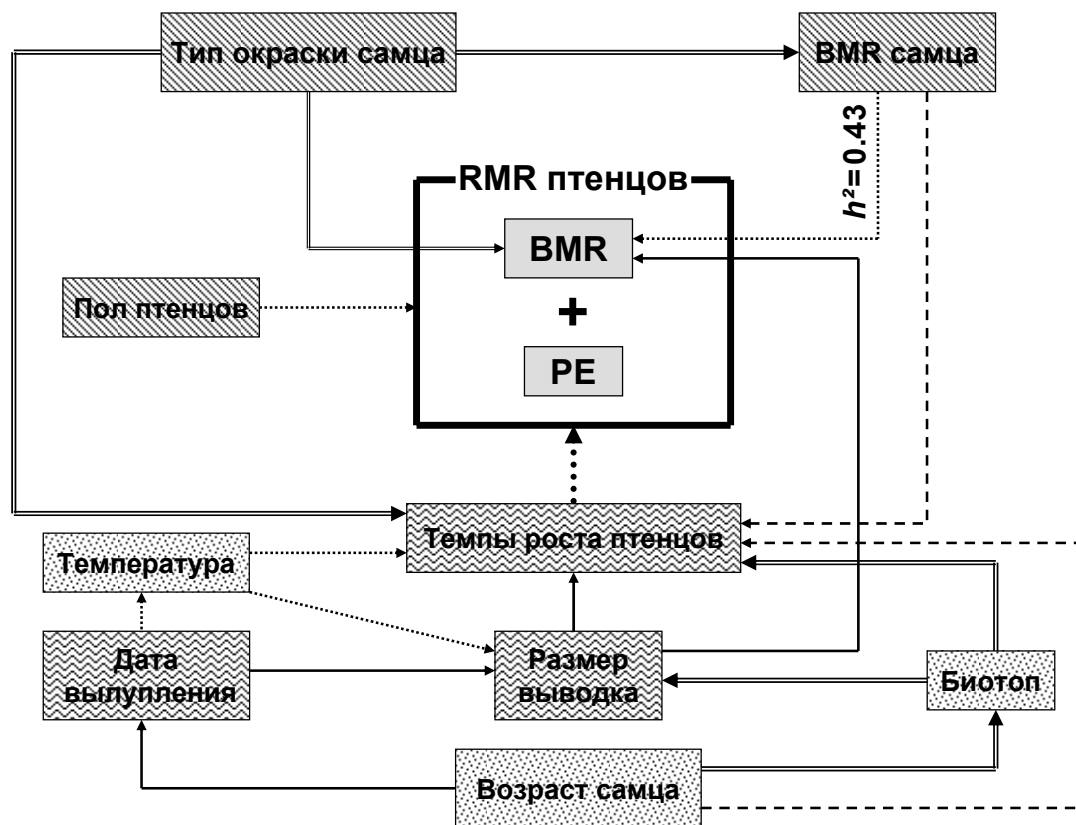 Тип окраски самца
BMR самца
h²=0.43
RMR птенцов
BMR
+
Пол птенцов
PE
Темпы роста птенцов
Температура
Дата
вылупления
Размер
выводка
Биотоп
Возраст самца